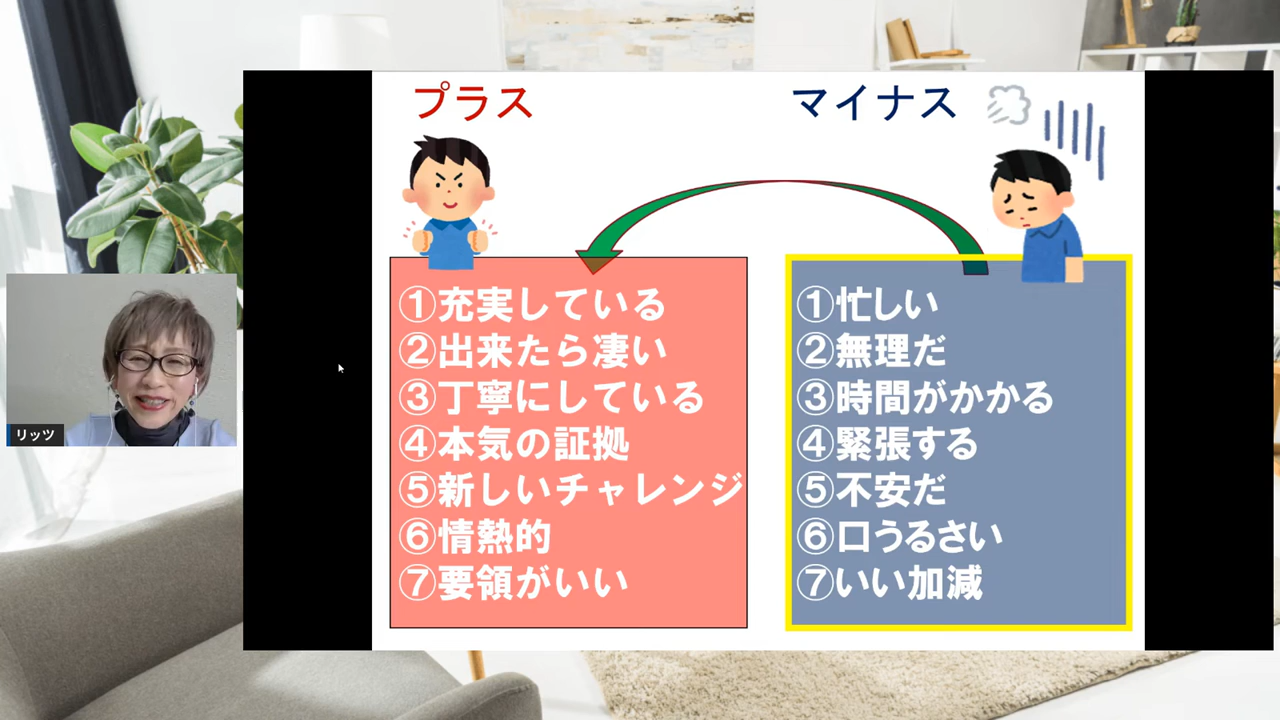 プラス
マイナス
①充実している
②出来たら凄い
③丁寧にしている
④本気の証拠
⑤新しいチャレンジ
⑥情熱的
⑦要領がいい
①忙しい
②無理だ
③時間がかかる
④緊張する
⑤不安だ
⑥口うるさい
⑦いい加減
リッツ